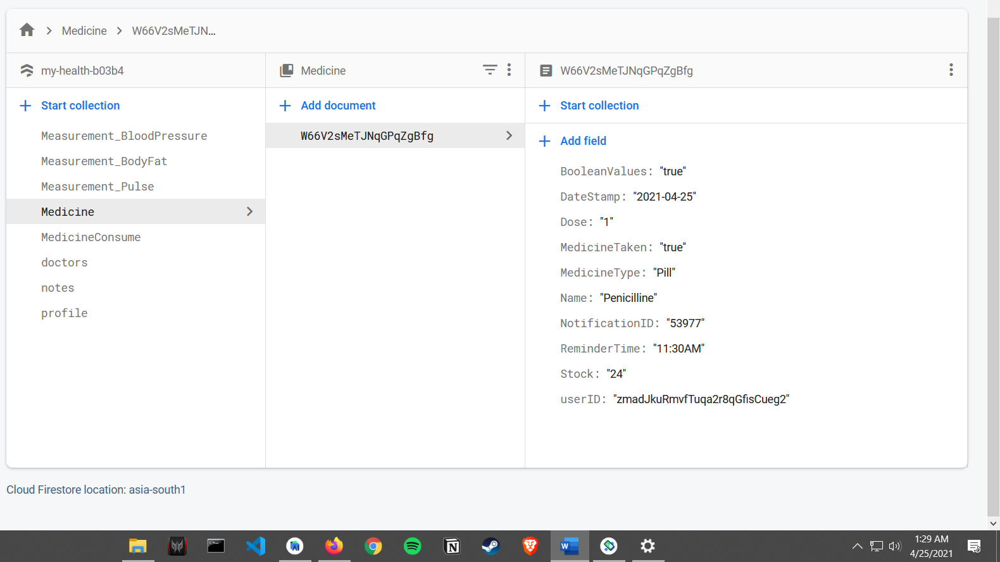 Medicine W66V2sMeTJN...
my-health-b03b4
Start collection
Measurement_BloodPressure
Measurement_BodyFat
Measurement_Pulse
Medicine
MedicineConsume
doctors
notes
profile
Medicine
Add document
W66V2sMeTJNqGPqZgBfg
W66V2sMeTJNqGPqZgBfg
Start collection
Add field
BooleanValues: "true"
DateStamp: "2021-04-25"
Dose: "1"
MedicineTaken: "true"
MedicineType: "Pill"
Name: "Penicilline"
NotificationID: "53977"
ReminderTime: "11:30AM"
Stock: "24"
userID: "zmadJkuRmvfTuqa2r8qGfisCueg2"
Cloud Firestore location: asia-south1
1:29 AM
4/25/2021